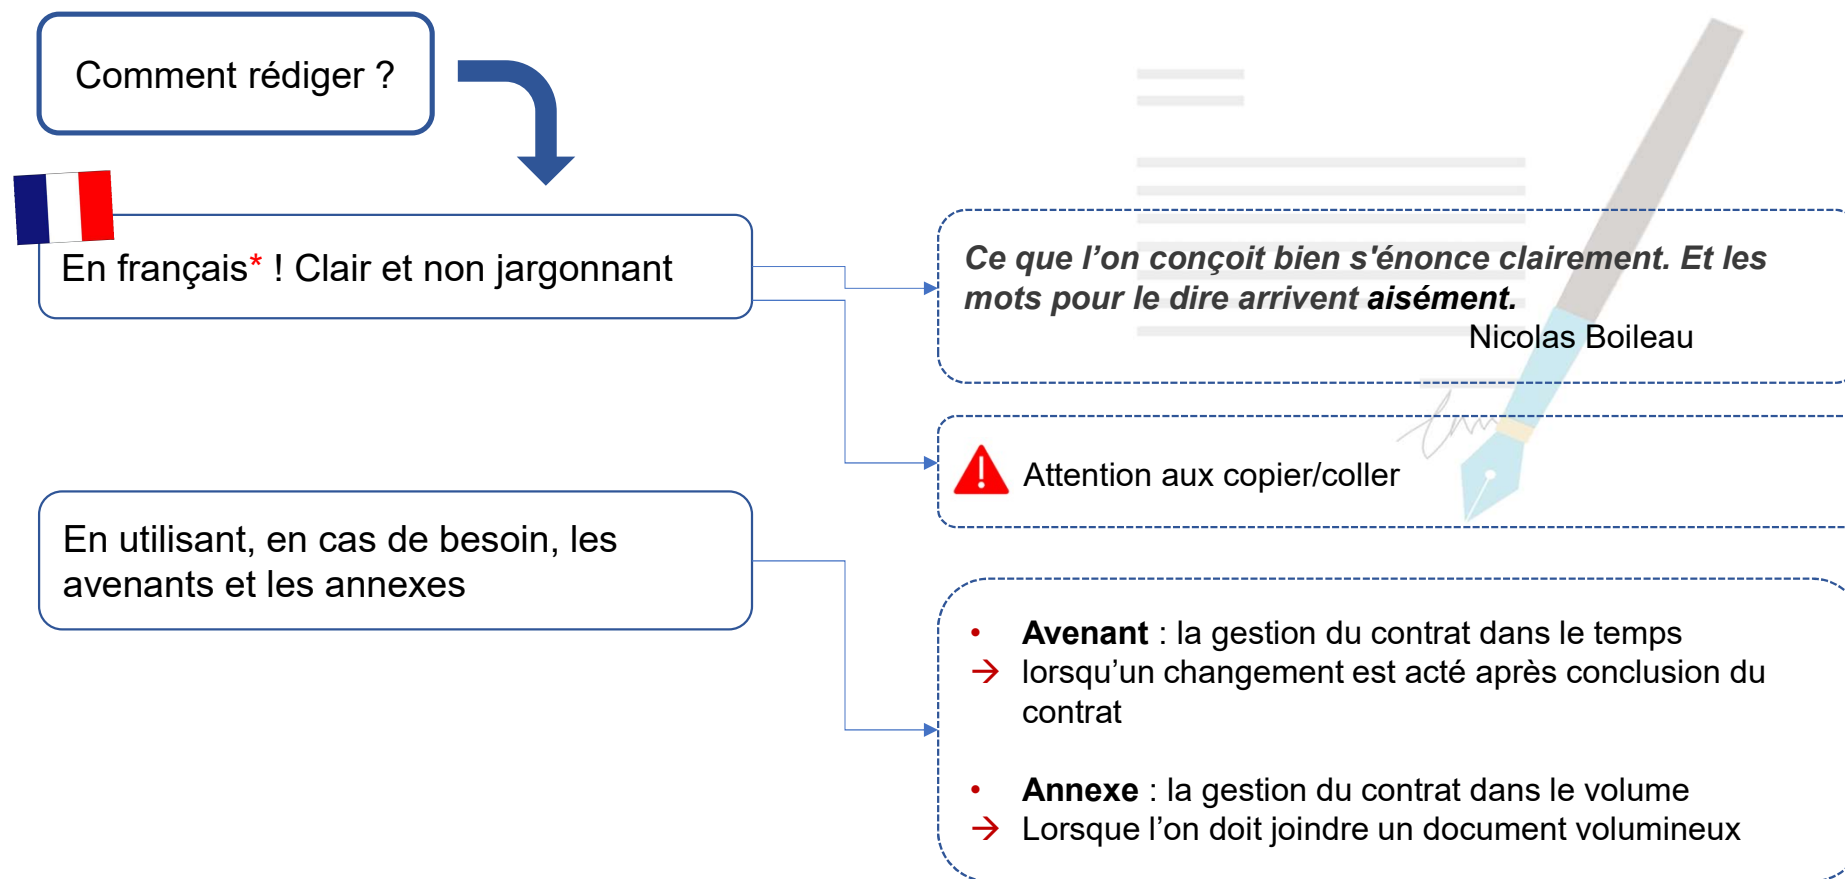 Comment rédiger ?
En français* ! Clair et non jargonnant
Ce que l’on conçoit bien s'énonce clairement. Et les
mots pour le dire arrivent aisément.
Nicolas Boileau
Attention aux copier/coller
En utilisant, en cas de besoin, les
avenants et les annexes
• Avenant : la gestion du contrat dans le temps
→ lorsqu’un changement est acté après conclusion du
contrat
• Annexe : la gestion du contrat dans le volume
→ Lorsque l’on doit joindre un document volumineux